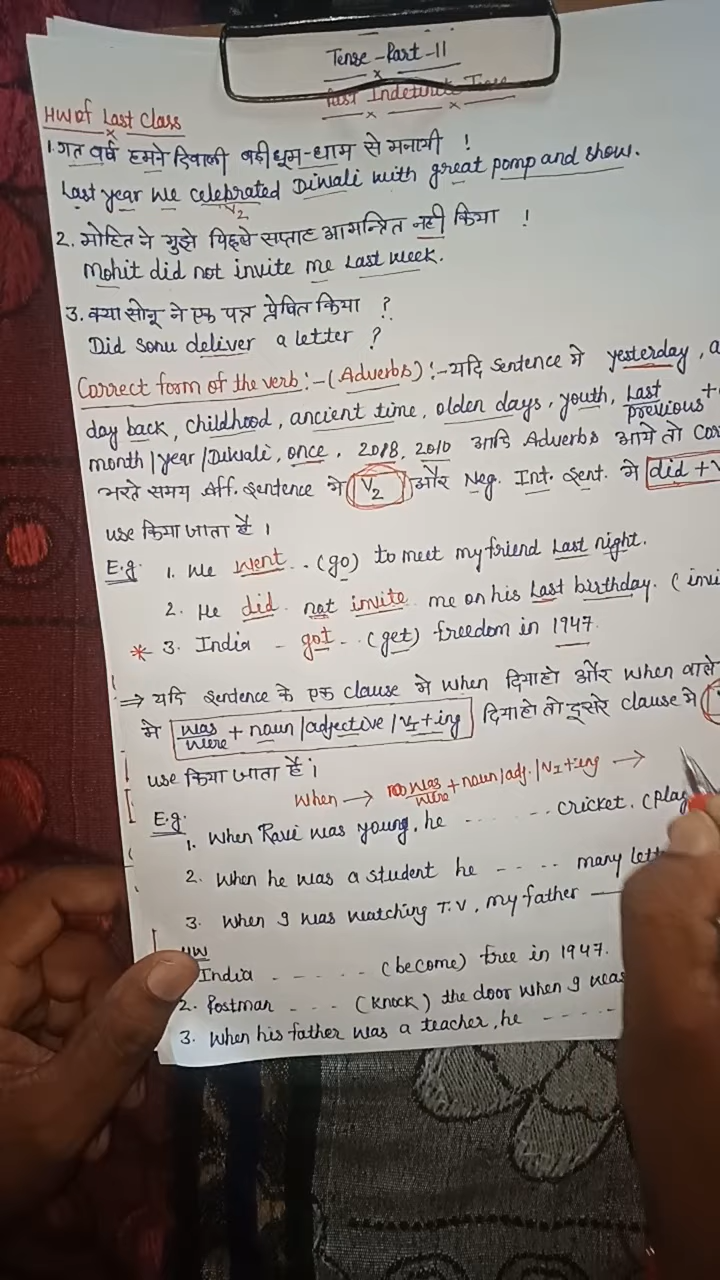 Tense-Part-11
Past Indefinite Tense
HW of Last Class
1. गत वर्ष हमने दिवाली बड़ी धूम-धाम से मनायी !
Last year we celebrated Diwali with great pomp and show.
V2
2. मोहित ने मुझे पिछले सप्ताह आमन्त्रित नही किया !
Mohit did not invite me Last week.
3. क्या सोनू ने एक पत्र प्रेषित किया ?
Did sonu deliver a letter ?
Correct form of the verb:-(Adverbs):- यदि sentence मे yesterday, a
day back, childhood, ancient time, olden days, youth, Last +
previous
month/year/Diwali, once, 2018, 2010 आदि Adverbs आये तो Cor
भरते समय Aff. sentence मे V2 और Neg. Int. sent. मे did + V
use किया जाता है।
E.g. 1. We went (go) to meet my friend Last night.
2. He did not invite me on his Last birthday. (invi
* 3. India got (get) freedom in 1947
⇒ यदि sentence के एक clause मे when दिया हो और when वाले
मे was/were + noun/adjective/V1+ing दिया हो तो दूसरे clause मे
use किया जाता है।
When → was/were + noun/adj./V1+ing →
E.g.
1. When Ravi was young, he ------- cricket. (play
2. When he was a student he ---- many lett
3. When I was watching T.V, my father
HW
India ----- (become) free in 1947.
2. Postman ---- (knock) the door when I was
3. When his father was a teacher, he -----